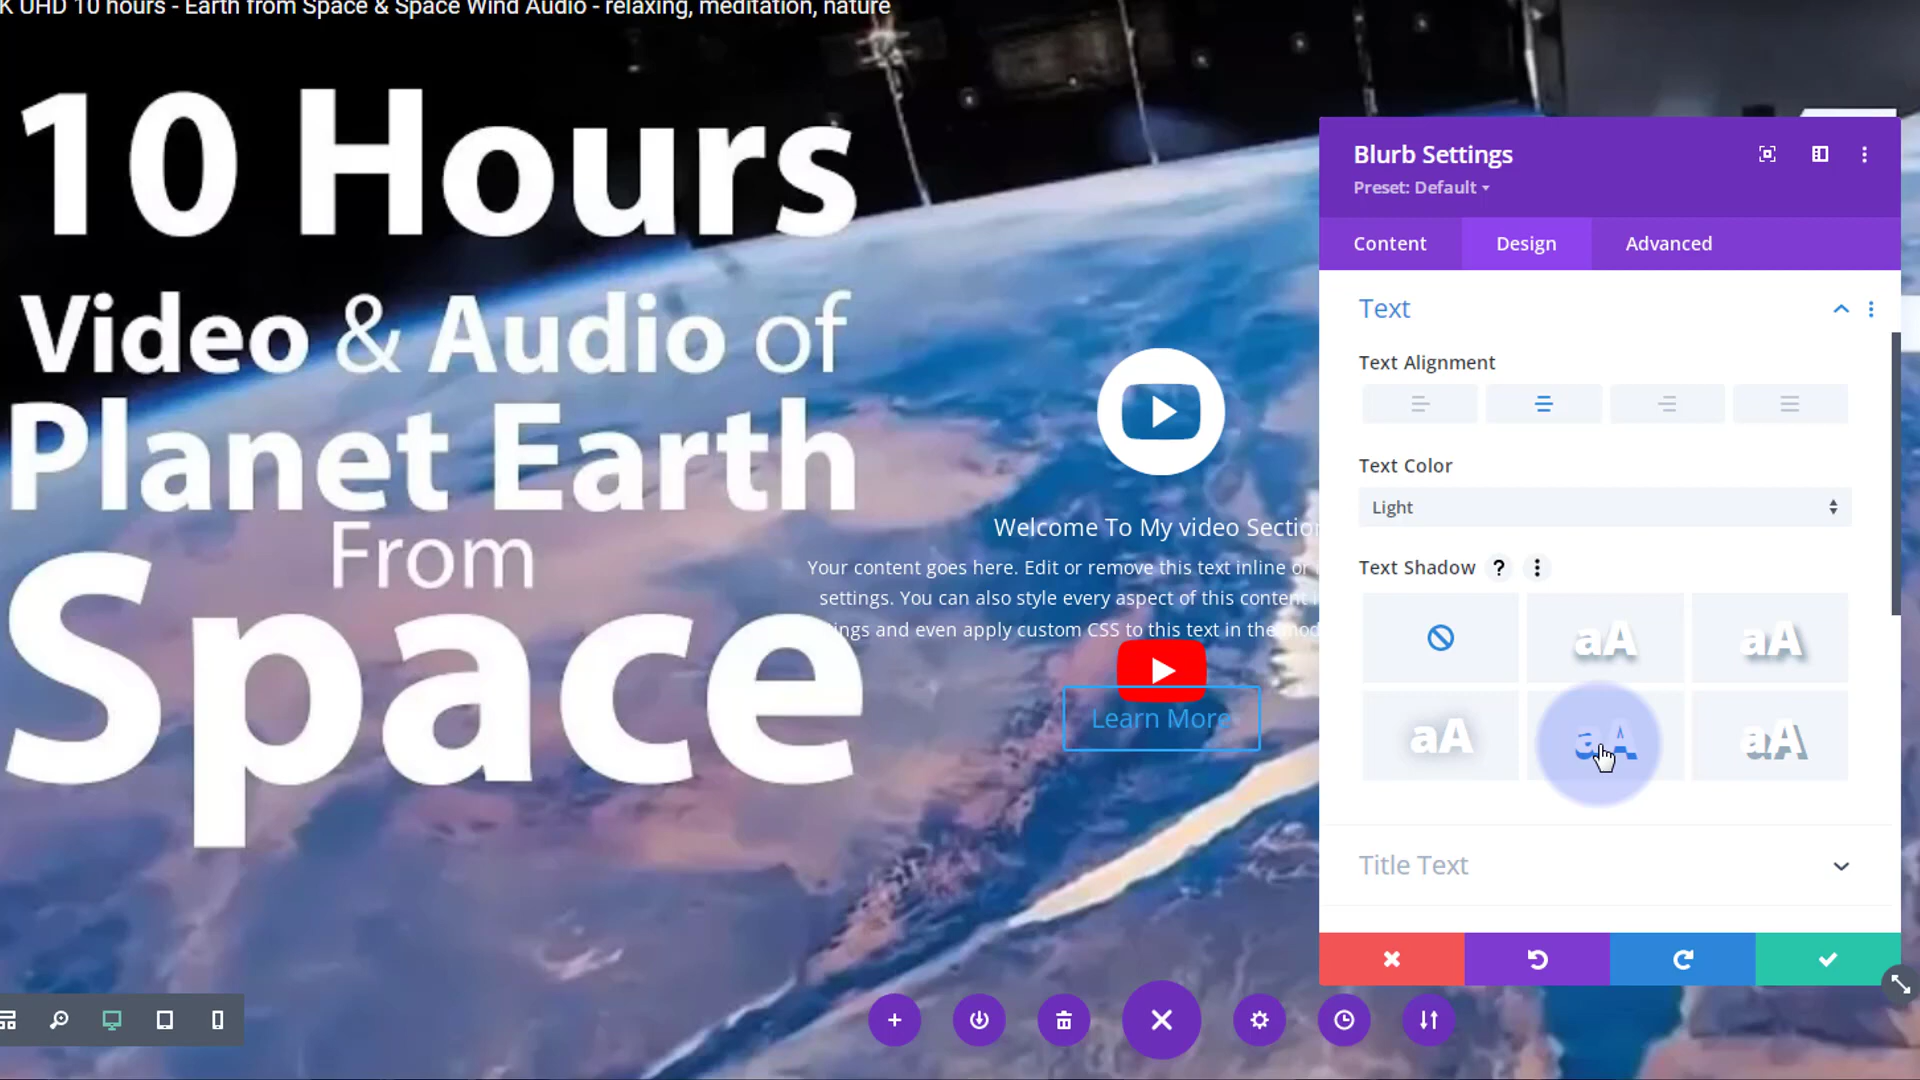 UHD 10 hours - Earth from Space & Space Wind Audio - relaxing, meditation, nature
10 Hours
Video & Audio of
Planet Earth
From
Space
Welcome To My video Section
Your content goes here. Edit or remove this text inline or
settings. You can also style every aspect of this content
and even apply custom CSS to this text in the
Learn More
Blurb Settings
Preset: Default
Content
Design
Advanced
Text
Text Alignment
Text Color
Light
Text Shadow ?
aA
aA
aA
aA
aA
Title Text